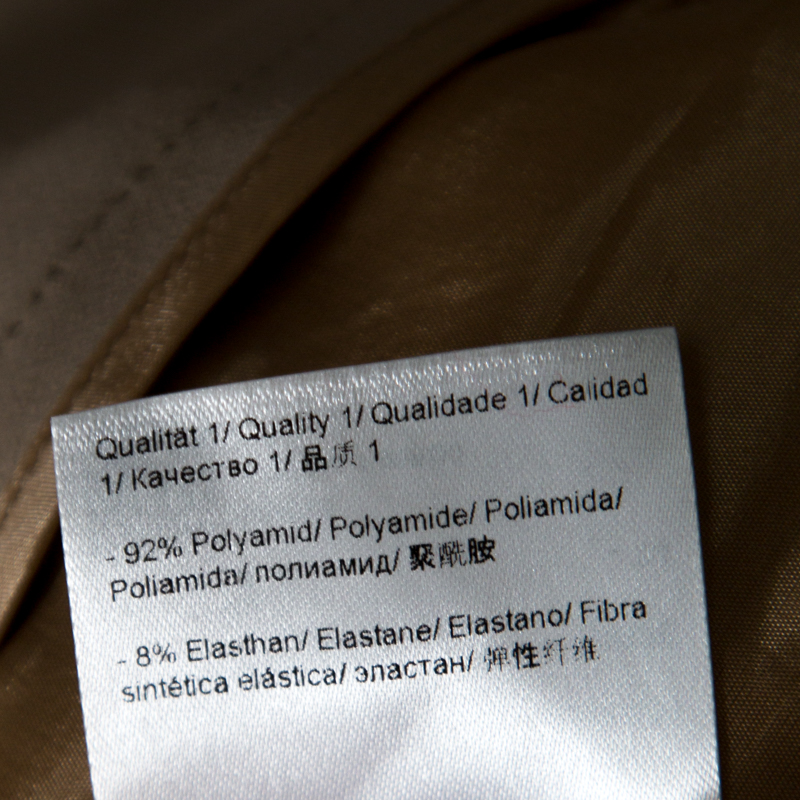 Qualität 1/ Quality 1/ Qualidade 1/ Calidad
1/ Качество 1/ 品质 1
- 92% Polyamid/ Polyamide/ Poliamida/
Poliamida/ полиамид/ 聚酰胺
- 8% Elasthan/ Elastane/ Elastano/ Fibra
sintética elástica/ эластан/ 弹性纤维